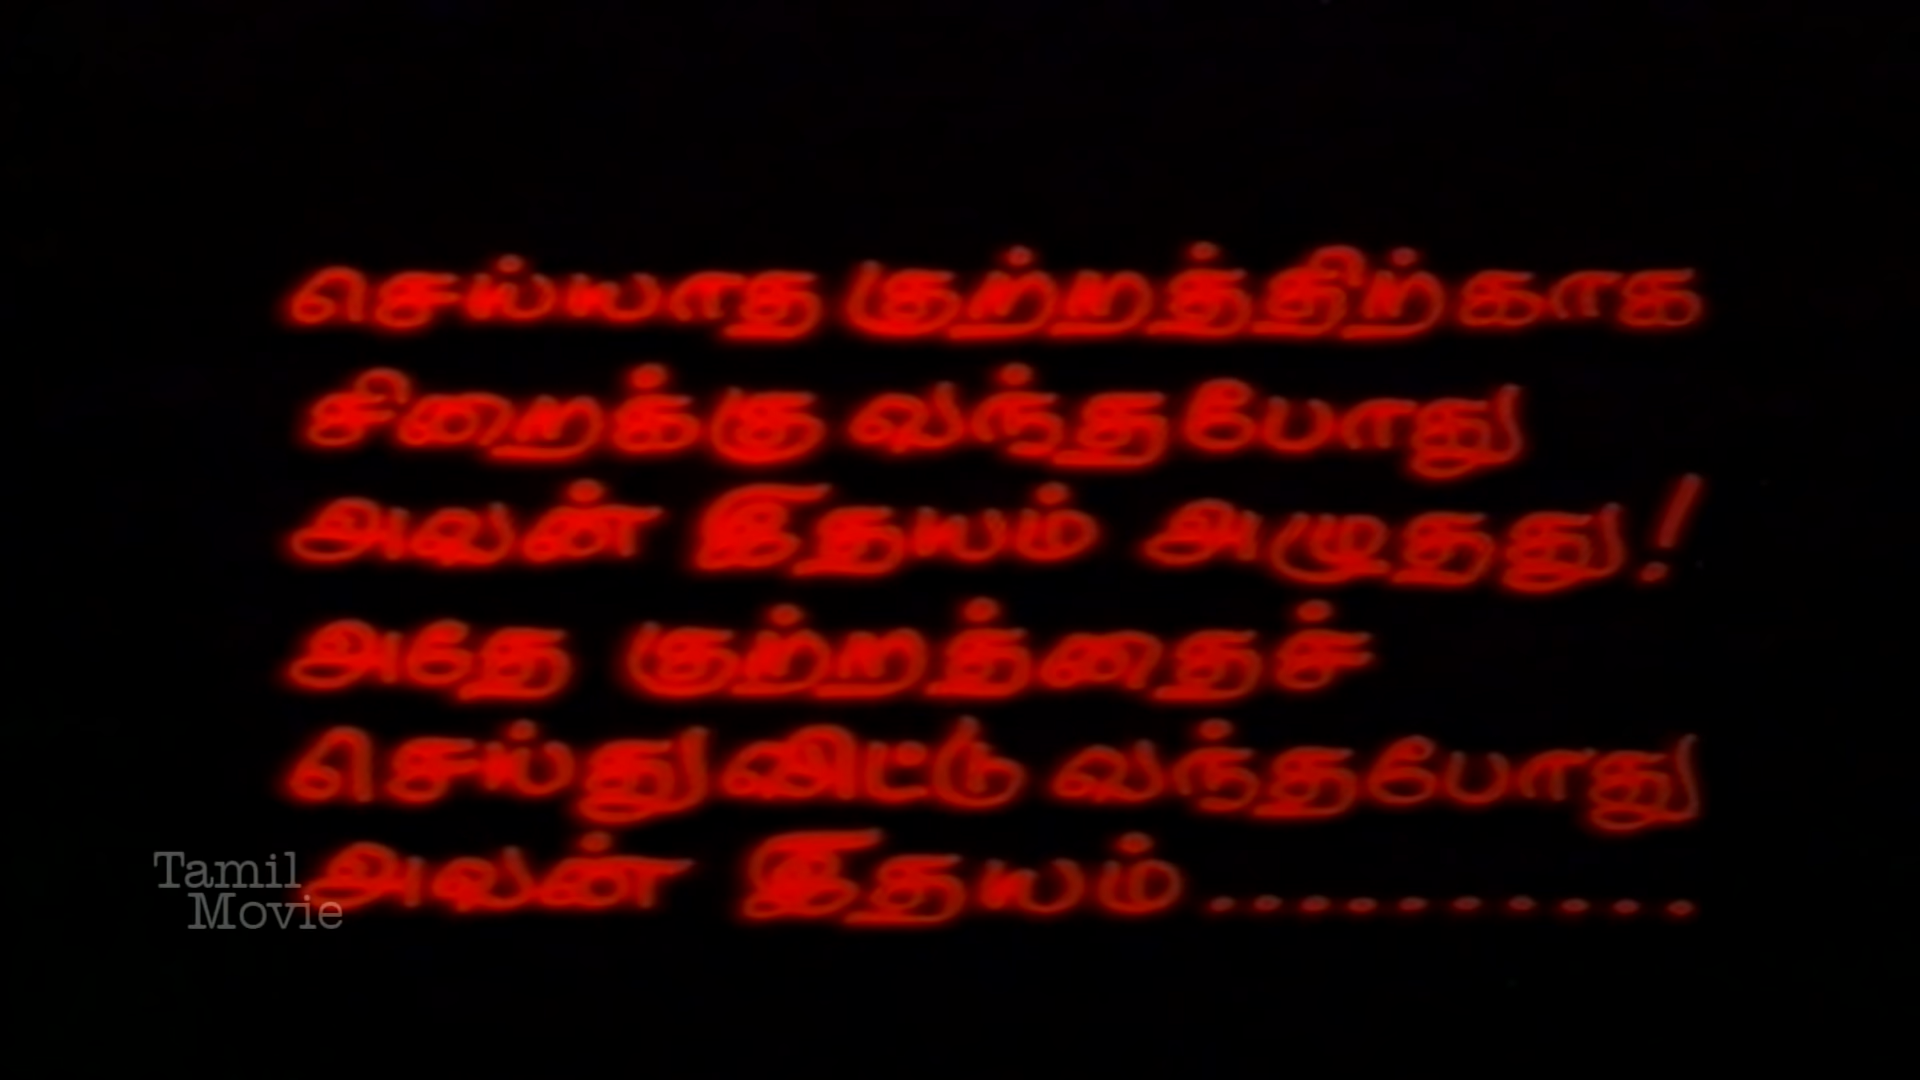 செய்யாத குற்றத்திற்காக
சிறைக்கு வந்தபோது
அவன் இதயம் அழுதது!
அதே குற்றத்தைச்
செய்துவிட்டு வந்தபோது
அவன் இதயம்..........
Tamil
Movie